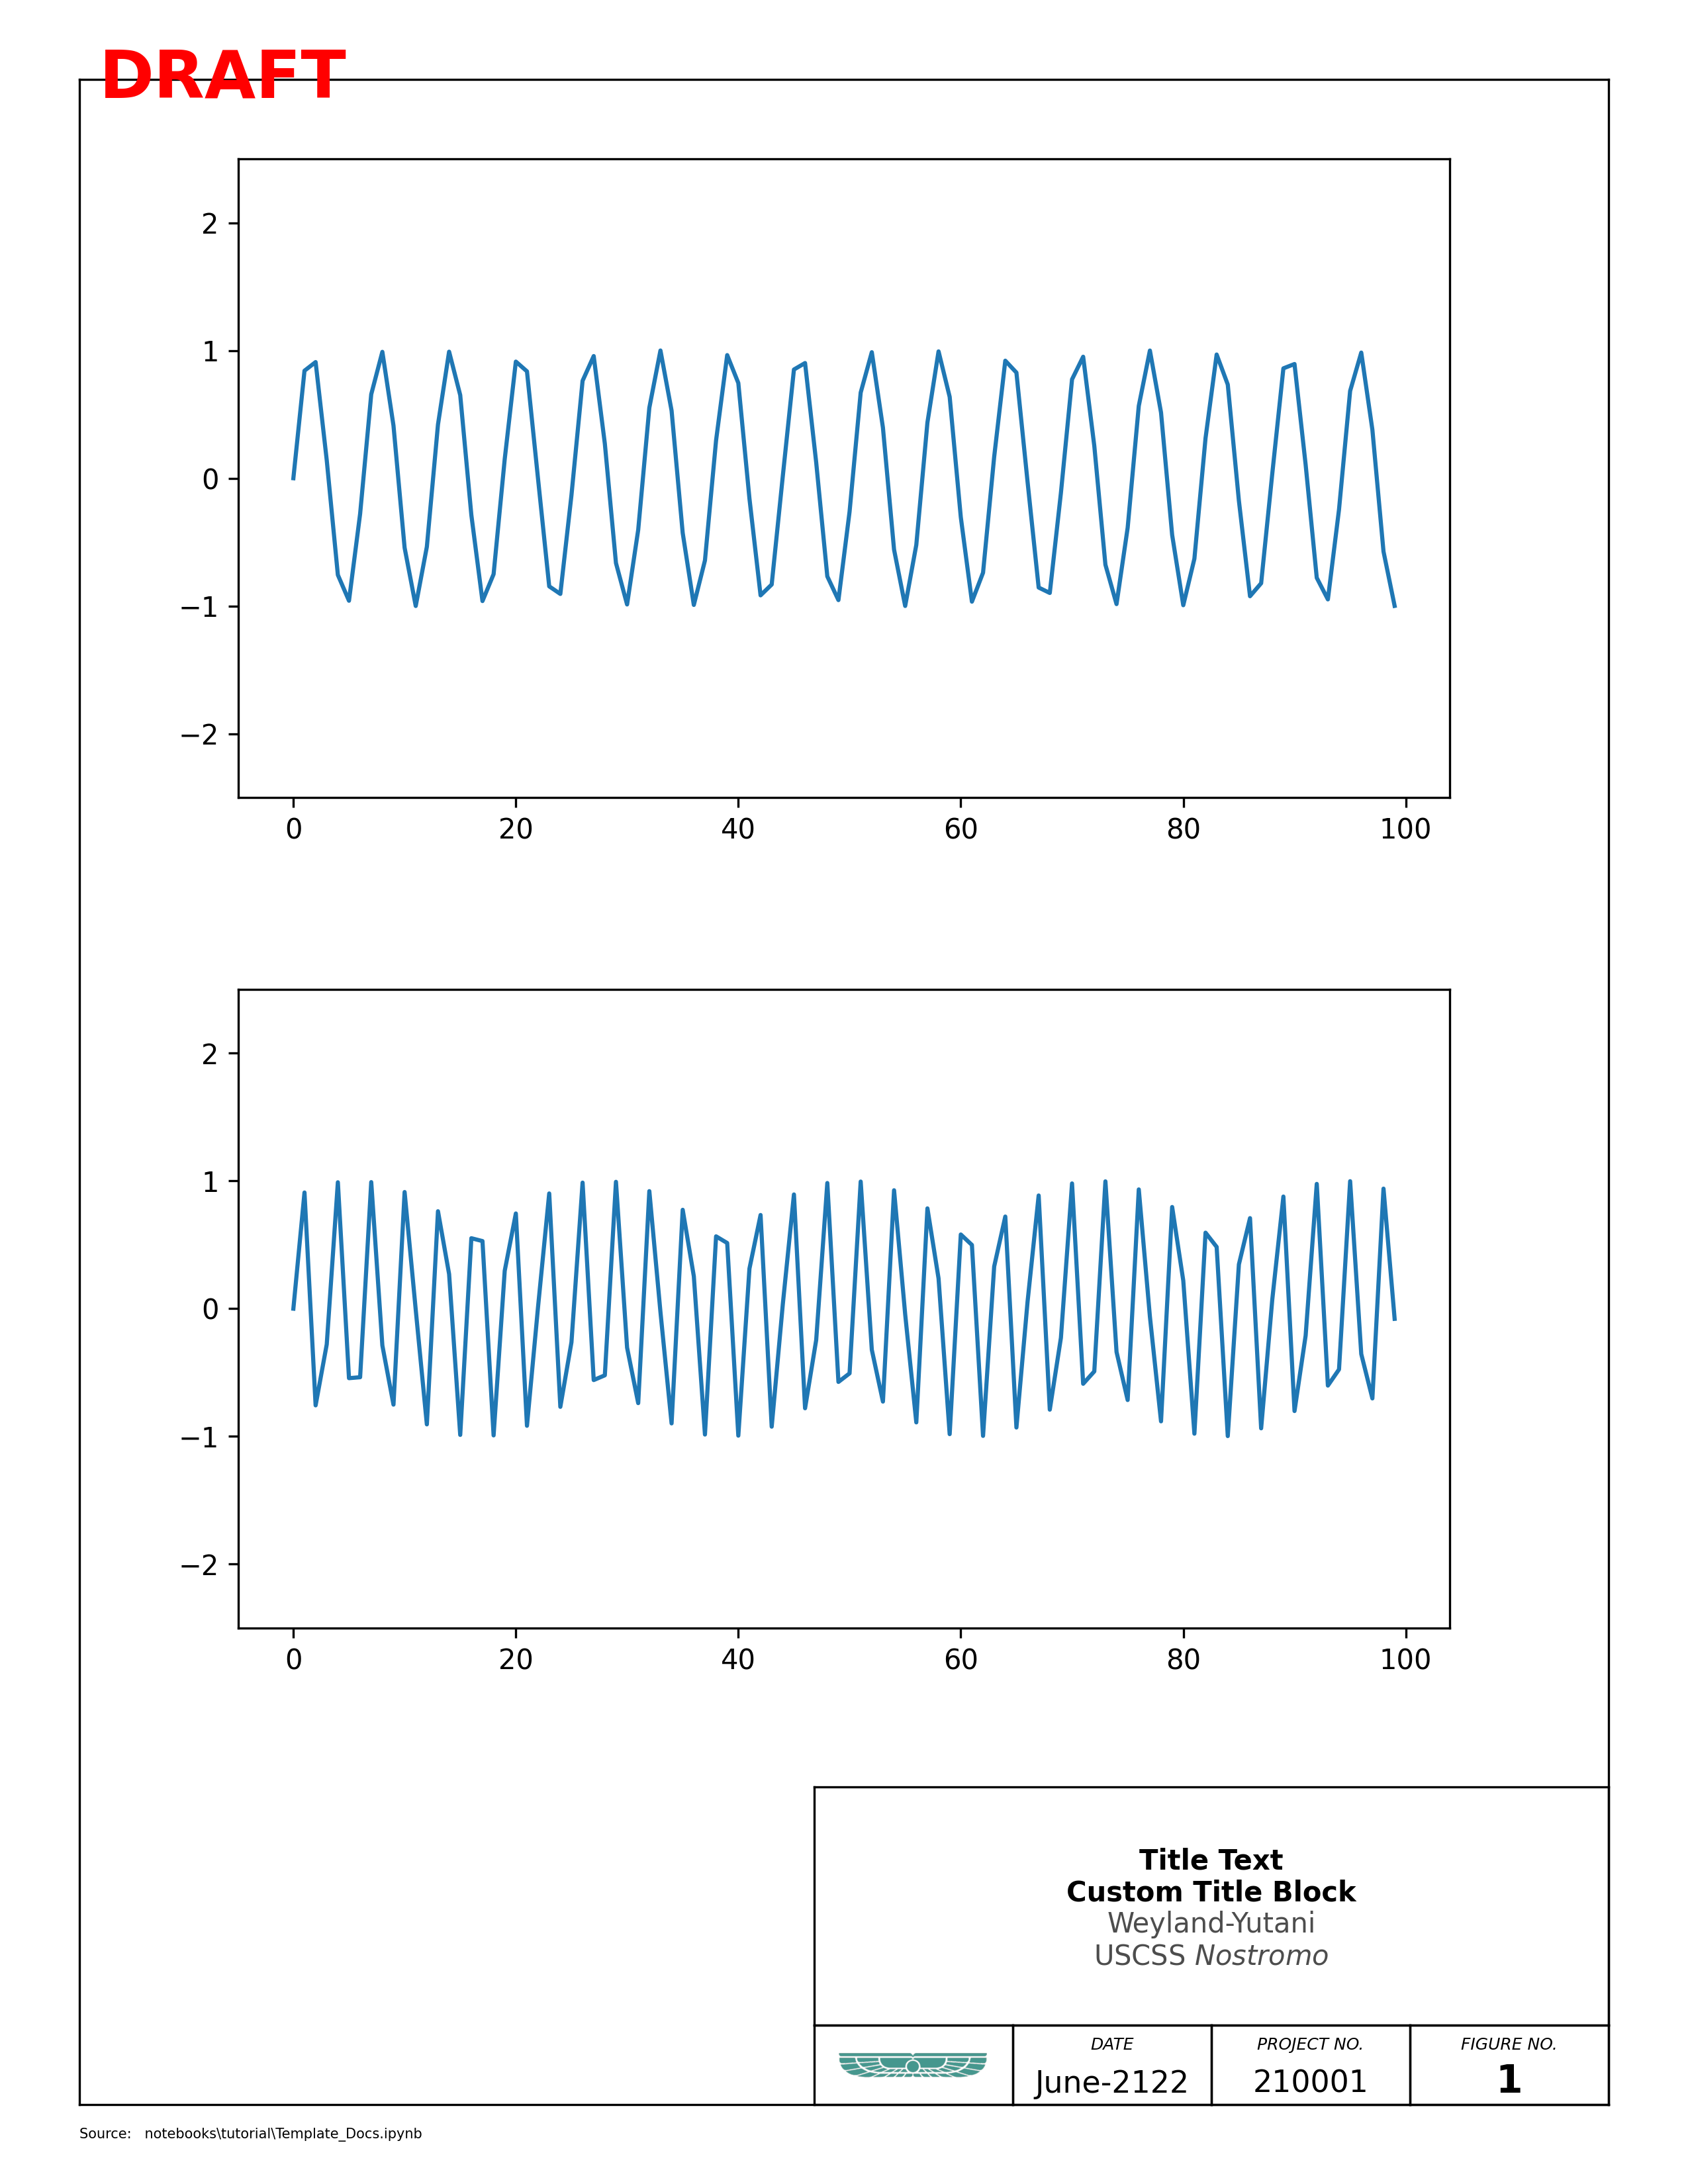 DRAFT
2
1
0
−1
−2
0 20 40 60 80 100
2
1
0
−1
−2
0 20 40 60 80 100
Title Text
Custom Title Block
Weyland-Yutani
USCSS Nostromo
DATE
June-2122
PROJECT NO.
210001
FIGURE NO.
1
Source: notebooks\tutorial\Template_Docs.ipynb